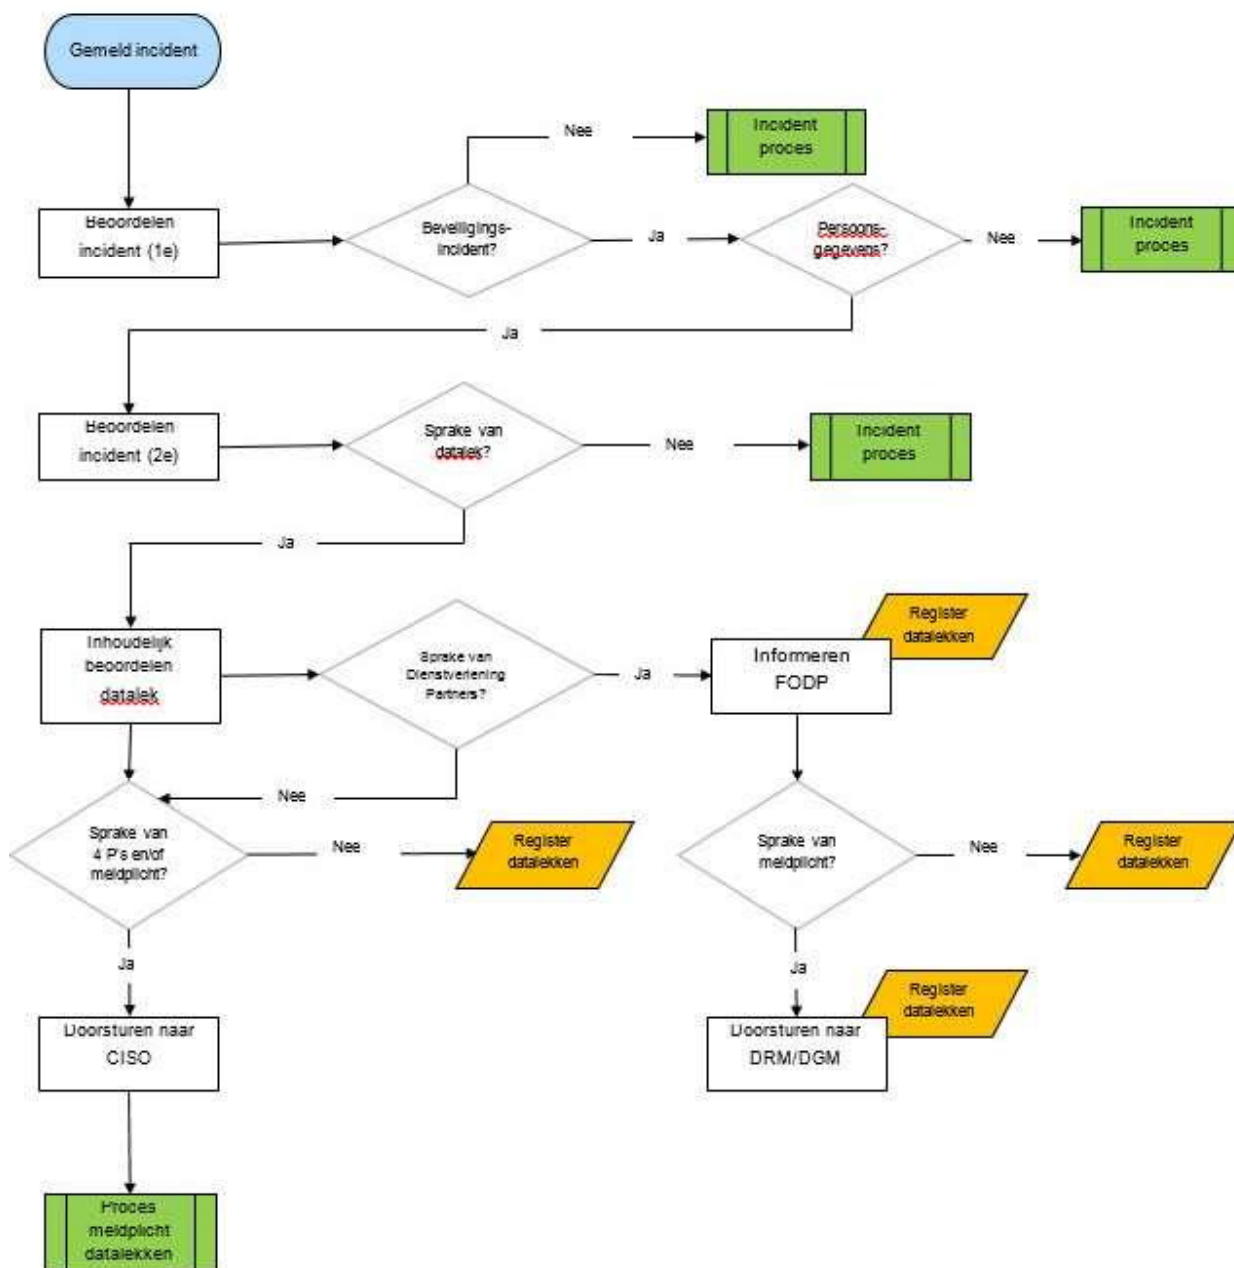 Gemeld incident
Nee
Incident
proces
Beoordelen
incident (1e)
Beveiligings-
incident?
Ja
Persoons-
gegevens?
Nee
Incident
proces
Ja
Beoordelen
incident (2e)
Sprake van
datalek?
Nee
Incident
proces
Ja
Inhoudelijk
beoordelen
datalek
Sprake van
Dienstverlening
Partners?
Ja
Informeren
FODP
Register
datalekken
Nee
Sprake van
4 P's en/of
meldplicht?
Nee
Register
datalekken
Sprake van
meldplicht?
Nee
Register
datalekken
Ja
Ja
Doorsturen naar
CISO
Doorsturen naar
DRM/DGM
Register
datalekken
Proces
meldplicht
datalekken